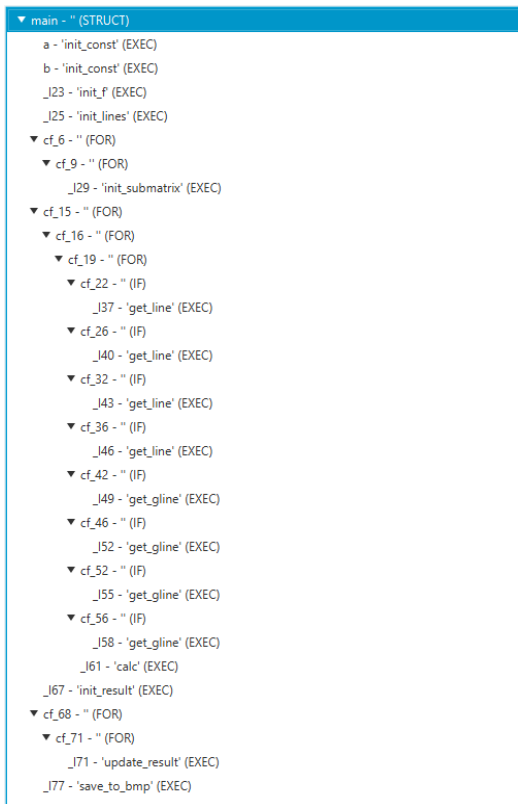 main - '' (STRUCT)
a - 'init_const' (EXEC)
b - 'init_const' (EXEC)
_l23 - 'init_f' (EXEC)
_l25 - 'init_lines' (EXEC)
cf_6 - '' (FOR)
cf_9 - '' (FOR)
_l29 - 'init_submatrix' (EXEC)
cf_15 - '' (FOR)
cf_16 - '' (FOR)
cf_19 - '' (FOR)
cf_22 - '' (IF)
_l37 - 'get_line' (EXEC)
cf_26 - '' (IF)
_l40 - 'get_line' (EXEC)
cf_32 - '' (IF)
_l43 - 'get_line' (EXEC)
cf_36 - '' (IF)
_l46 - 'get_line' (EXEC)
cf_42 - '' (IF)
_l49 - 'get_gline' (EXEC)
cf_46 - '' (IF)
_l52 - 'get_gline' (EXEC)
cf_52 - '' (IF)
_l55 - 'get_gline' (EXEC)
cf_56 - '' (IF)
_l58 - 'get_gline' (EXEC)
_l61 - 'calc' (EXEC)
_l67 - 'init_result' (EXEC)
cf_68 - '' (FOR)
cf_71 - '' (FOR)
_l71 - 'update_result' (EXEC)
_l77 - 'save_to_bmp' (EXEC)